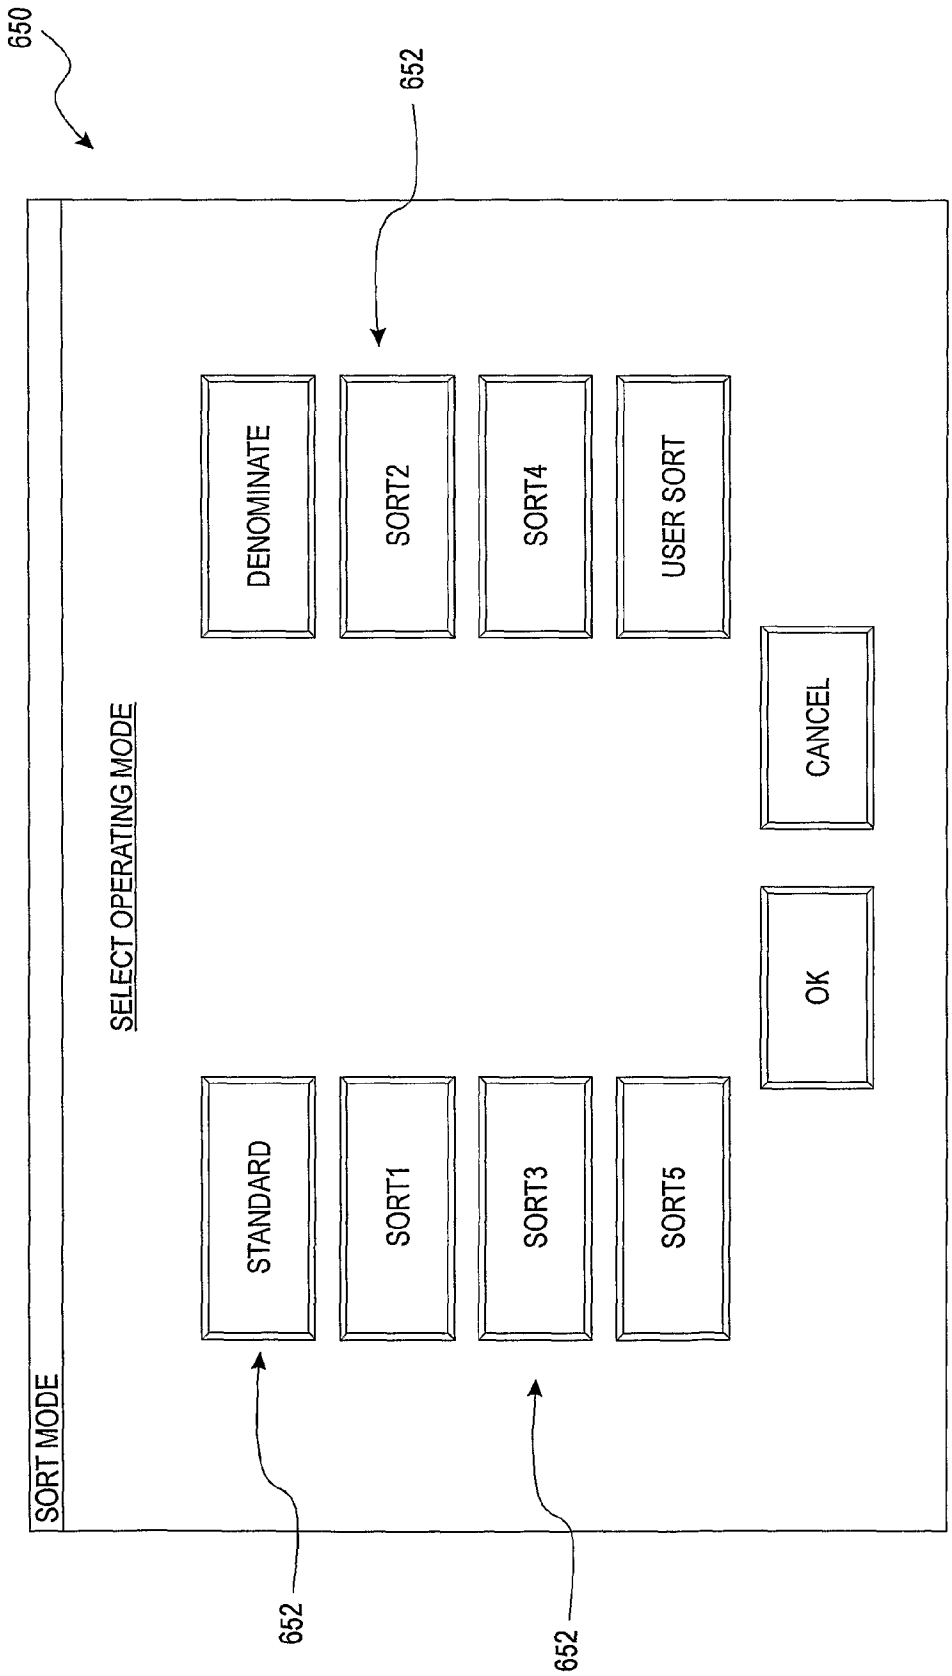 650
SORT MODE
SELECT OPERATING MODE
652
STANDARD
DENOMINATE
SORT1
SORT2
652
652
SORT3
SORT4
SORT5
USER SORT
OK
CANCEL